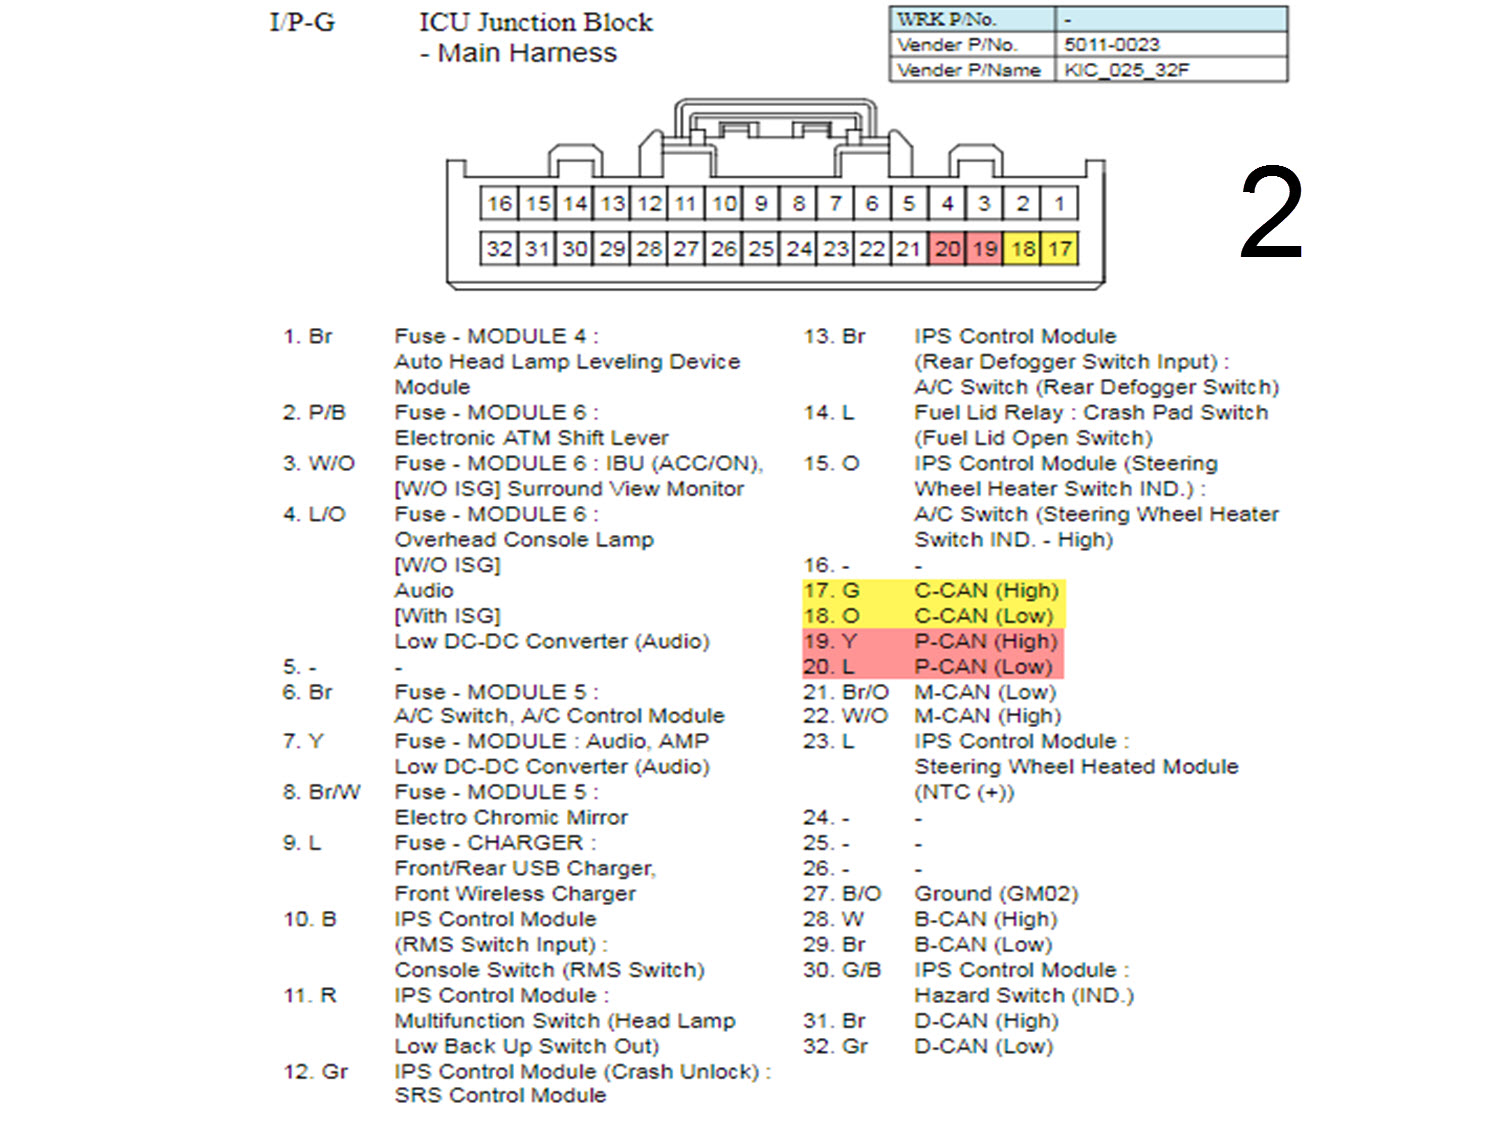 I/P-G
ICU Junction Block
- Main Harness
WRK P/No. -
Vender P/No. 5011-0023
Vender P/Name KIC_025_32F
2
16 15 14 13 12 11 10 9 8 7 6 5 4 3 2 1
32 31 30 29 28 27 26 25 24 23 22 21 20 19 18 17
1. Br Fuse - MODULE 4 :
Auto Head Lamp Leveling Device
Module
2. P/B Fuse - MODULE 6 :
Electronic ATM Shift Lever
3. W/O Fuse - MODULE 6 : IBU (ACC/ON),
[W/O ISG] Surround View Monitor
4. L/O Fuse - MODULE 6 :
Overhead Console Lamp
[W/O ISG]
Audio
[With ISG]
Low DC-DC Converter (Audio)
5. - -
6. Br Fuse - MODULE 5 :
A/C Switch, A/C Control Module
7. Y Fuse - MODULE : Audio, AMP
Low DC-DC Converter (Audio)
8. Br/W Fuse - MODULE 5 :
Electro Chromic Mirror
9. L Fuse - CHARGER :
Front/Rear USB Charger,
Front Wireless Charger
10. B IPS Control Module
(RMS Switch Input) :
Console Switch (RMS Switch)
11. R IPS Control Module :
Multifunction Switch (Head Lamp
Low Back Up Switch Out)
12. Gr IPS Control Module (Crash Unlock) :
SRS Control Module
13. Br IPS Control Module
(Rear Defogger Switch Input) :
A/C Switch (Rear Defogger Switch)
14. L Fuel Lid Relay : Crash Pad Switch
(Fuel Lid Open Switch)
15. O IPS Control Module (Steering
Wheel Heater Switch IND.) :
A/C Switch (Steering Wheel Heater
Switch IND. - High)
16. - -
17. G C-CAN (High)
18. O C-CAN (Low)
19. Y P-CAN (High)
20. L P-CAN (Low)
21. Br/O M-CAN (Low)
22. W/O M-CAN (High)
23. L IPS Control Module :
Steering Wheel Heated Module
(NTC (+))
24. - -
25. - -
26. - -
27. B/O Ground (GM02)
28. W B-CAN (High)
29. Br B-CAN (Low)
30. G/B IPS Control Module :
Hazard Switch (IND.)
31. Br D-CAN (High)
32. Gr D-CAN (Low)